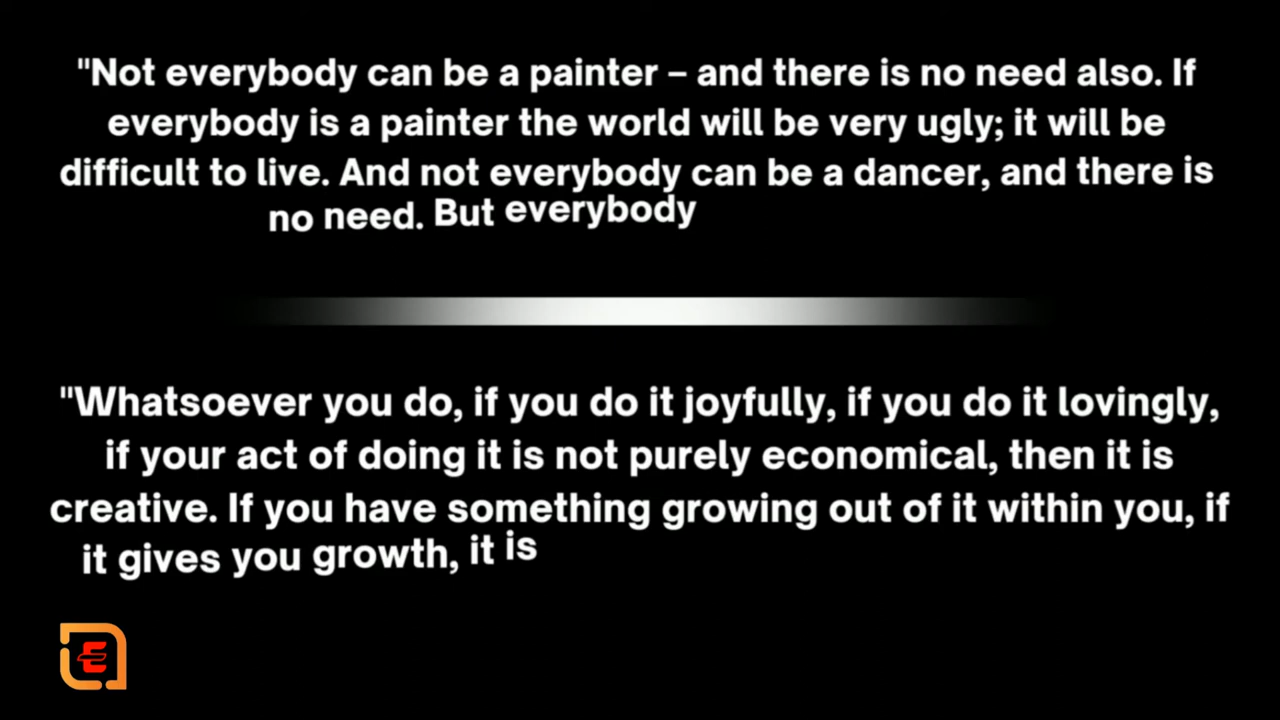 "Not everybody can be a painter – and there is no need also. If
everybody is a painter the world will be very ugly; it will be
difficult to live. And not everybody can be a dancer, and there is
no need. But everybody
"Whatsoever you do, if you do it joyfully, if you do it lovingly,
if your act of doing it is not purely economical, then it is
creative. If you have something growing out of it within you, if
it gives you growth, it is
E